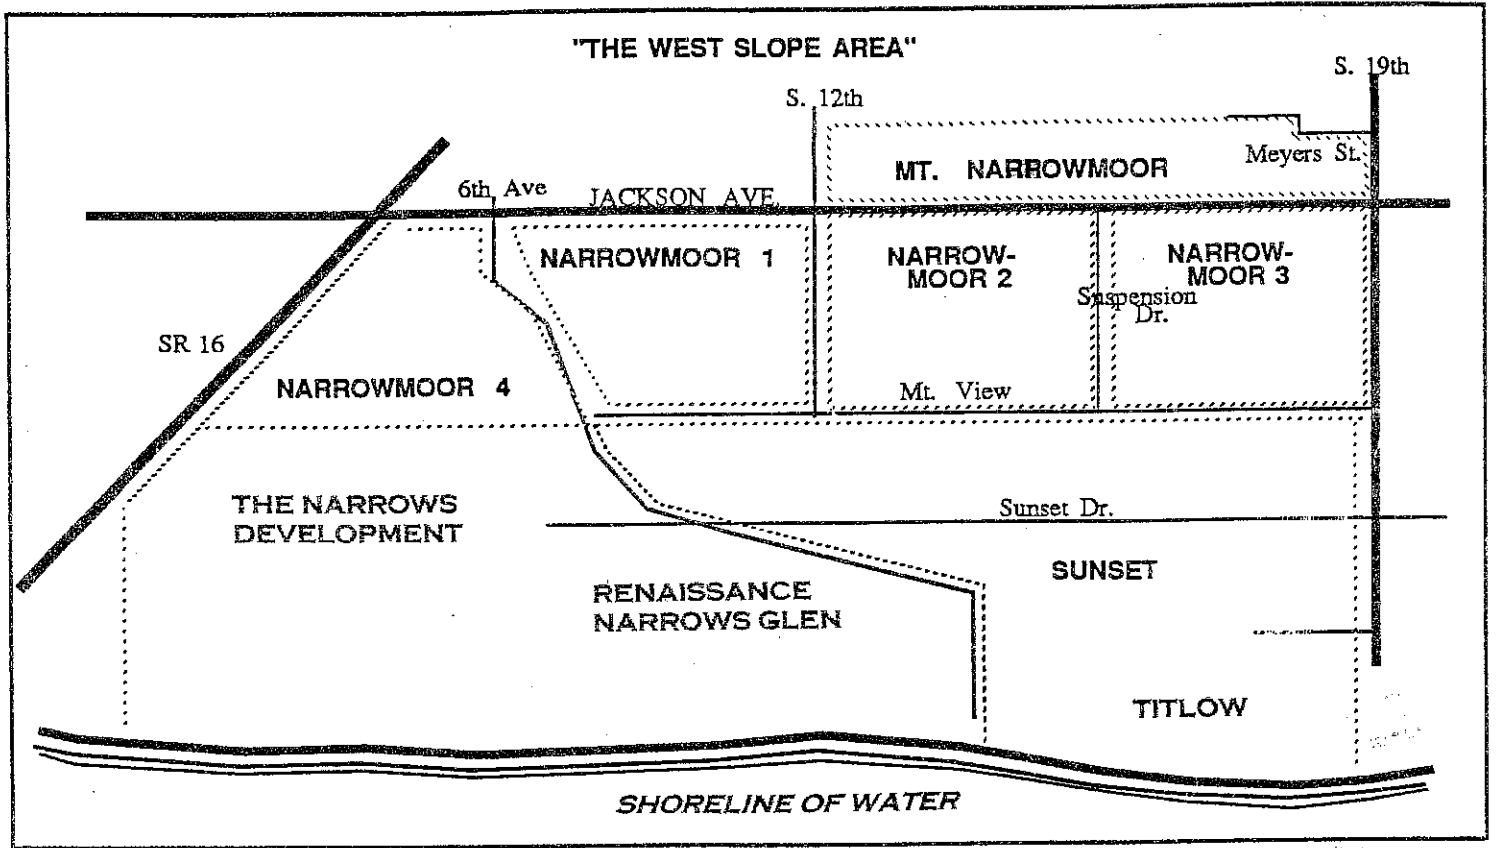 "THE WEST SLOPE AREA"
S. 19th
S. 12th
Meyers St.
MT. NARROWMOOR
6th Ave
JACKSON AVE.
NARROWMOOR 1
NARROW-
MOOR 2
NARROW-
MOOR 3
Suspension
Dr.
SR 16
NARROWMOOR 4
Mt. View
THE NARROWS
DEVELOPMENT
Sunset Dr.
SUNSET
RENAISSANCE
NARROWS GLEN
TITLOW
SHORELINE OF WATER